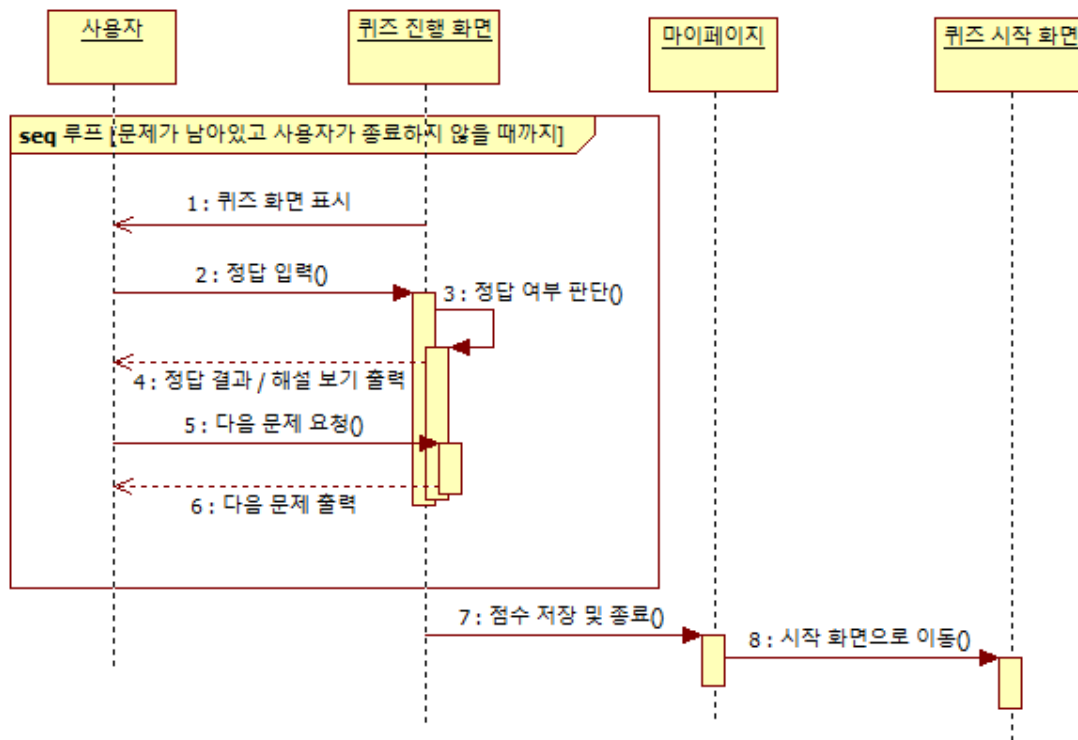 사용자
퀴즈 진행 화면
마이페이지
퀴즈 시작 화면
seq 루프 [문제가 남아있고 사용자가 종료하지 않을 때까지]
1 : 퀴즈 화면 표시
2 : 정답 입력()
3 : 정답 여부 판단()
4 : 정답 결과 / 해설 보기 출력
5 : 다음 문제 요청()
6 : 다음 문제 출력
7 : 점수 저장 및 종료()
8 : 시작 화면으로 이동()